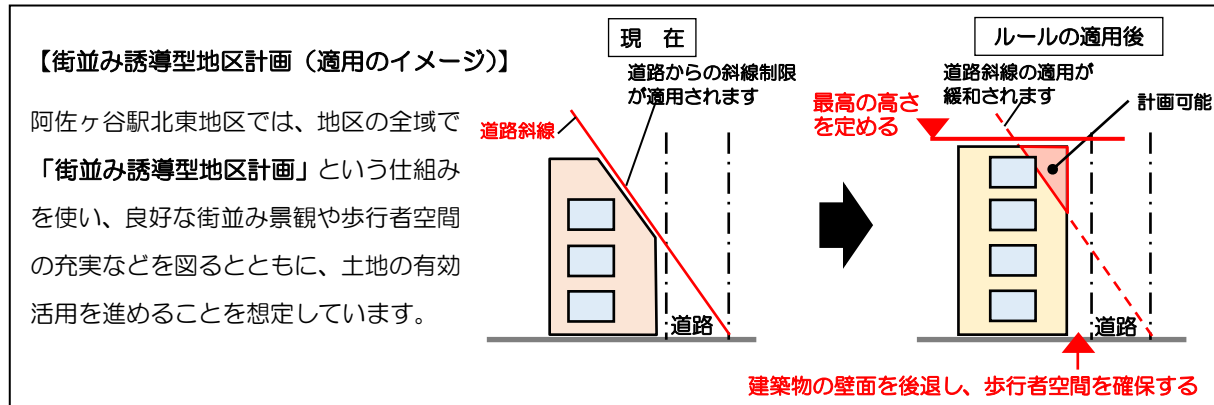 【街並み誘導型地区計画（適用のイメージ）】
阿佐ヶ谷駅北東地区では、地区の全域で
「街並み誘導型地区計画」という仕組み
を使い、良好な街並み景観や歩行者空間
の充実などを図るとともに、土地の有効
活用を進めることを想定しています。
現　在
道路からの斜線制限
が適用されます
道路斜線
道路
ルールの適用後
道路斜線の適用が
緩和されます
最高の高さ
を定める
計画可能
道路
建築物の壁面を後退し、歩行者空間を確保する